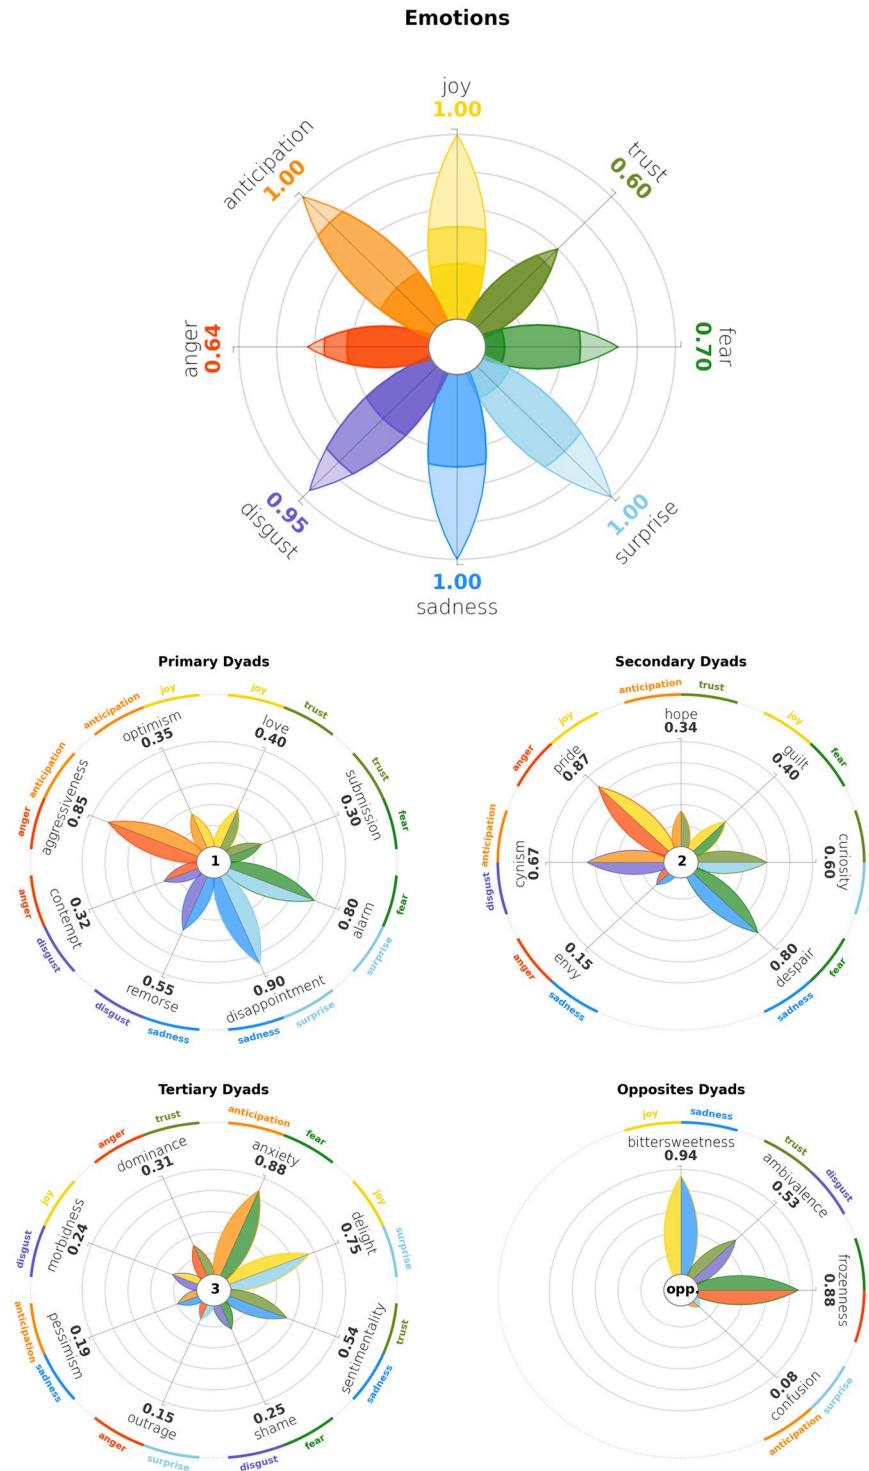 Emotions
joy
1.00
trust
0.60
fear
0.70
surprise
1.00
sadness
1.00
disgust
0.95
anger
0.64
anticipation
1.00
Primary Dyads
joy
trust
love
0.40
trust
fear
submission
0.30
fear
surprise
alarm
0.80
surprise
sadness
disappointment
0.90
sadness
disgust
remorse
0.55
disgust
anger
contempt
0.32
anger
anticipation
aggressiveness
0.85
anticipation
joy
optimism
0.35
1
Secondary Dyads
anticipation
trust
hope
0.34
joy
fear
guilt
0.40
curiosity
0.60
fear
sadness
despair
0.80
sadness
anger
envy
0.15
disgust
anticipation
cynism
0.67
anger
joy
pride
0.87
2
Tertiary Dyads
anticipation
fear
anxiety
0.88
joy
surprise
delight
0.75
trust
sadness
sentimentality
0.54
fear
disgust
shame
0.25
surprise
anger
outrage
0.15
sadness
anticipation
pessimism
0.19
disgust
joy
morbidness
0.24
anger
trust
dominance
0.31
3
Opposites Dyads
joy
sadness
bittersweetness
0.94
trust
disgust
ambivalence
0.53
frozenness
0.88
surprise
anticipation
confusion
0.08
opp.